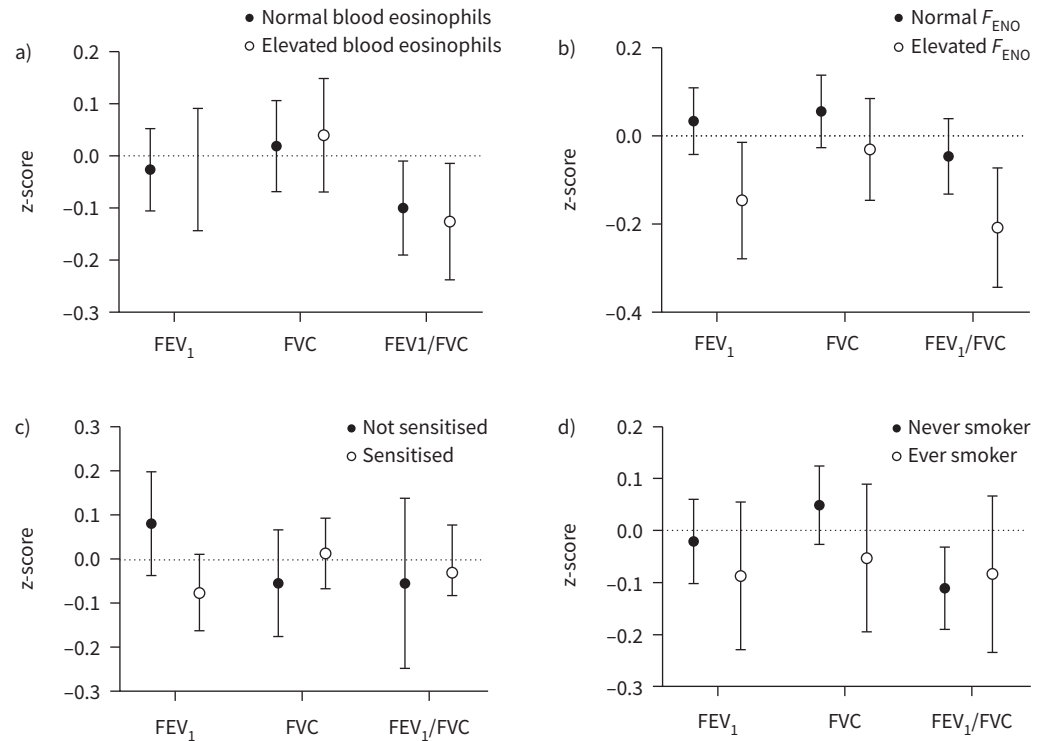 a)
● Normal blood eosinophils
○ Elevated blood eosinophils
0.2
0.1
0.0
–0.1
–0.2
–0.3
z-score
FEV₁
FVC
FEV1/FVC
b)
● Normal FENO
○ Elevated FENO
0.2
0.0
–0.2
–0.4
z-score
FEV₁
FVC
FEV₁/FVC
c)
● Not sensitised
○ Sensitised
0.3
0.2
0.1
0.0
–0.1
–0.2
–0.3
z-score
FEV₁
FVC
FEV₁/FVC
d)
● Never smoker
○ Ever smoker
0.2
0.1
0.0
–0.1
–0.2
–0.3
z-score
FEV₁
FVC
FEV₁/FVC